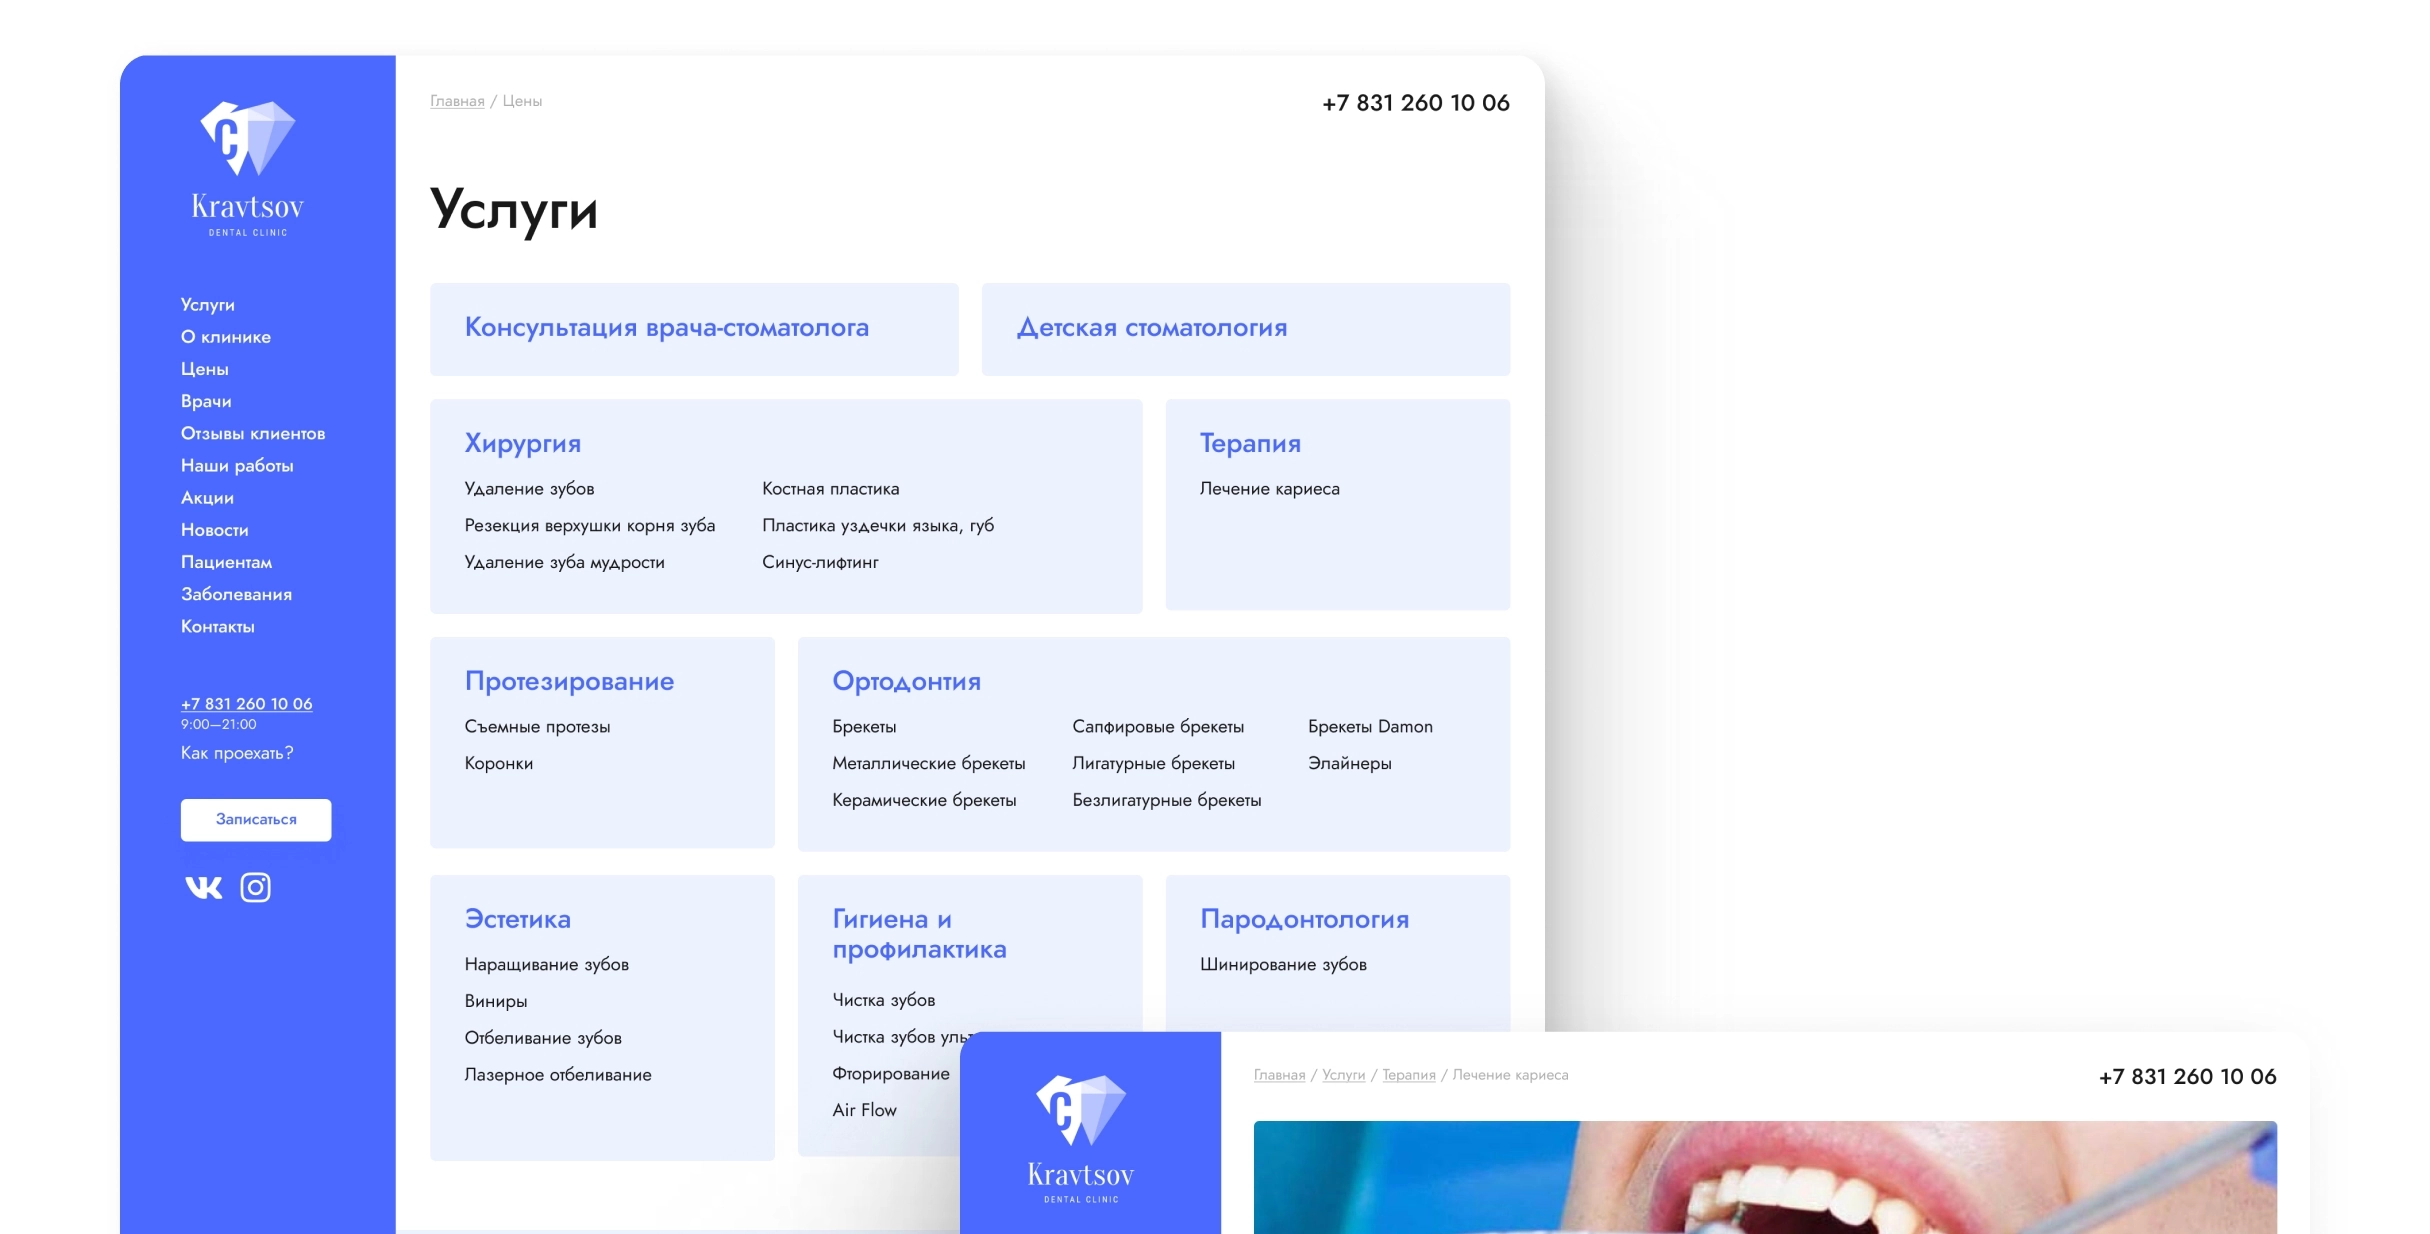 Kravtsov
DENTAL CLINIC
Услуги
О клинике
Цены
Врачи
Отзывы клиентов
Наши работы
Акции
Новости
Пациентам
Заболевания
Контакты
+7 831 260 10 06
9:00—21:00
Как проехать?
Записаться
Главная / Цены
+7 831 260 10 06
Услуги
Консультация врача-стоматолога
Детская стоматология
Хирургия
Удаление зубов
Резекция верхушки корня зуба
Удаление зуба мудрости
Костная пластика
Пластика уздечки языка, губ
Синус-лифтинг
Терапия
Лечение кариеса
Протезирование
Съемные протезы
Коронки
Ортодонтия
Брекеты
Металлические брекеты
Керамические брекеты
Сапфировые брекеты
Лигатурные брекеты
Безлигатурные брекеты
Брекеты Damon
Элайнеры
Эстетика
Наращивание зубов
Виниры
Отбеливание зубов
Лазерное отбеливание
Гигиена и
профилактика
Чистка зубов
Чистка зубов
Фторирование
Air Flow
Пародонтология
Шинирование зубов
Kravtsov
DENTAL CLINIC
Главная / Услуги / Терапия / Лечение кариеса
+7 831 260 10 06